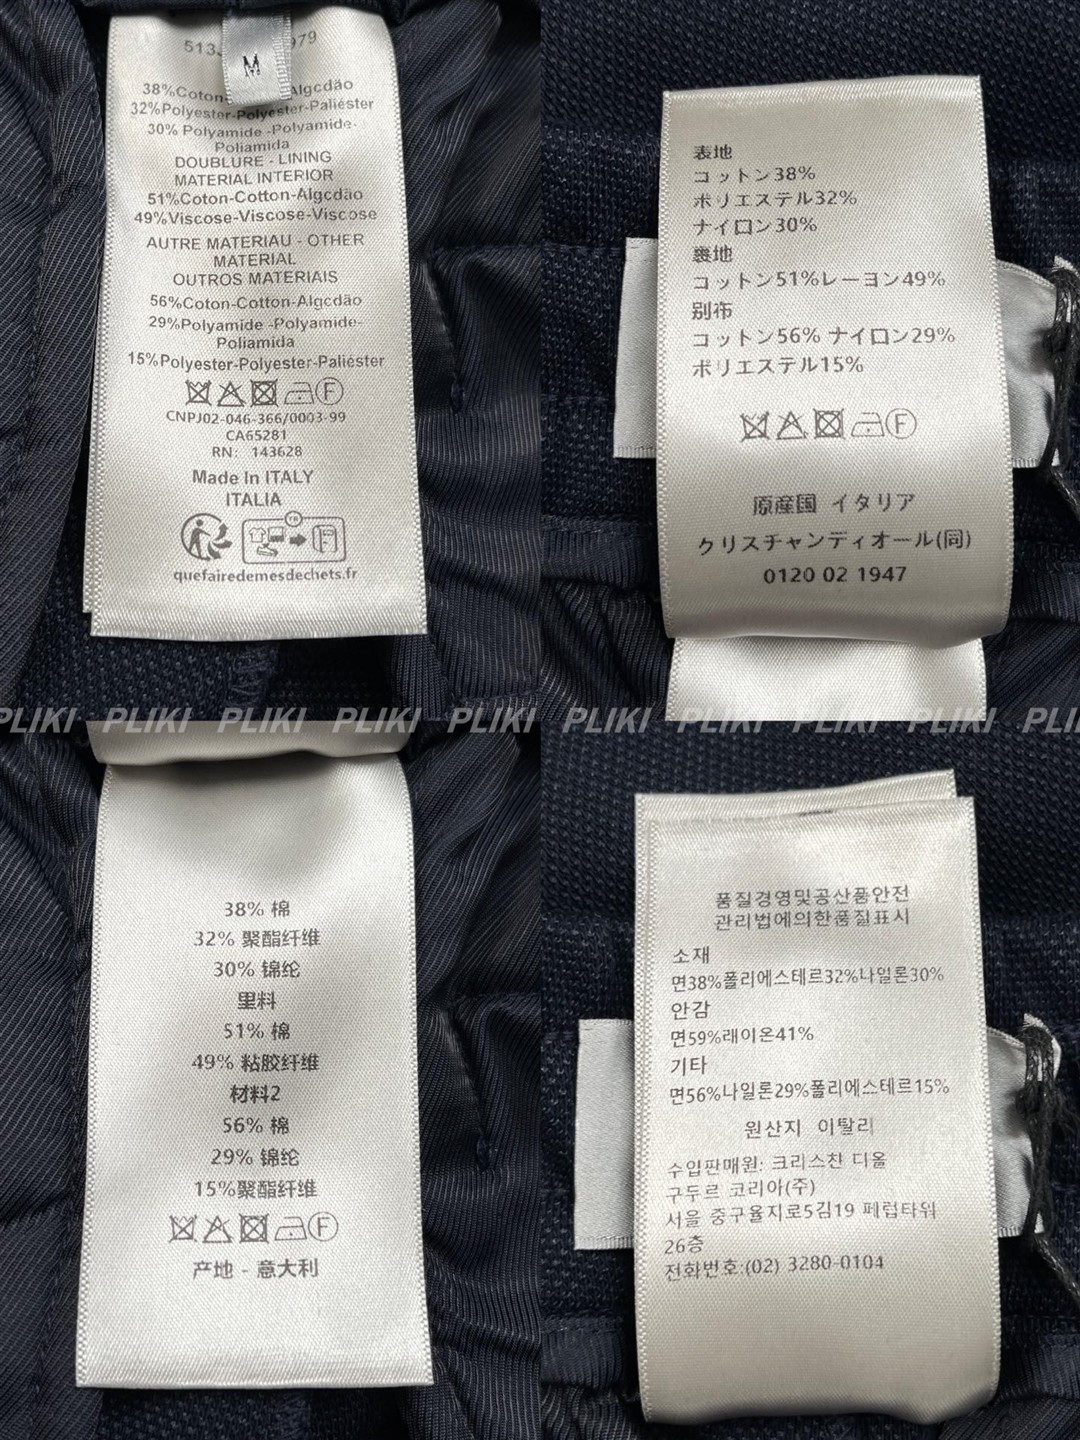 M
38%Coton- Algcdão
32%Polyester-Polyester-Paliéster
30% Polyamide -Polyamide-
Poliamida
DOUBLURE - LINING
MATERIAL INTERIOR
51%Coton-Cotton-Algcdão
49%Viscose-Viscose-Viscose
AUTRE MATERIAU - OTHER
MATERIAL
OUTROS MATERIAIS
56%Coton-Cotton-Algcdão
29%Polyamide -Polyamide-
Poliamida
15%Polyester-Polyester-Paliéster
CNPJ02-046-366/0003-99
CA65281
RN: 143628
Made In ITALY
ITALIA
FR
quefairedemesdechets.fr
表地
コットン38%
ポリエステル32%
ナイロン30%
裏地
コットン51%レーヨン49%
別布
コットン56% ナイロン29%
ポリエステル15%
F
原産国 イタリア
クリスチャンディオール(同)
0120 02 1947
PLIKI PLIKI PLIKI PLIKI PLIKI PLIKI PLIKI PLIKI PLIKI PLI
38% 棉
32% 聚酯纤维
30% 锦纶
里料
51% 棉
49% 粘胶纤维
材料2
56% 棉
29% 锦纶
15%聚酯纤维
F
产地 - 意大利
품질경영및공산품안전
관리법에의한품질표시
소재
면38%폴리에스테르32%나일론30%
안감
면59%래이온41%
기타
면56%나일론29%폴리에스테르15%
원산지 이탈리
수입판매원: 크리스찬 디올
구두르 코리아(주)
서울 중구율지로5김19 페럽타워
26층
전화번호:(02) 3280-0104